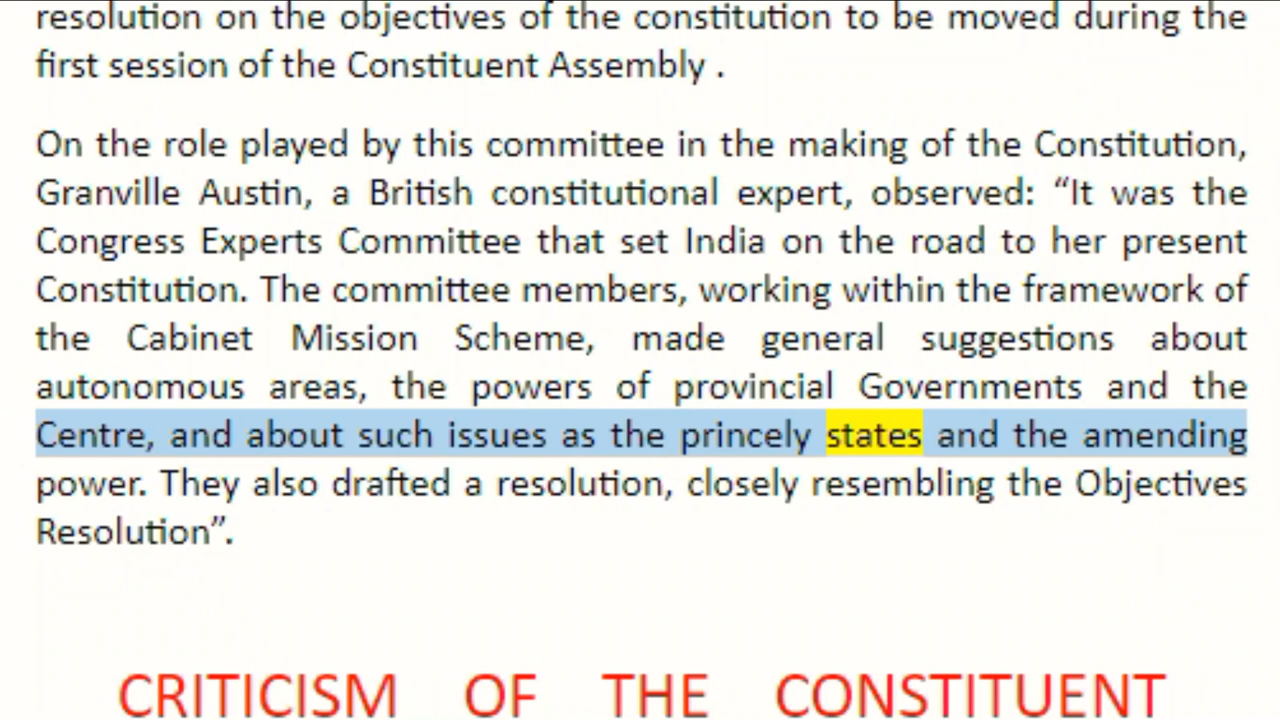 resolution on the objectives of the constitution to be moved during the
first session of the Constituent Assembly .
On the role played by this committee in the making of the Constitution,
Granville Austin, a British constitutional expert, observed: “It was the
Congress Experts Committee that set India on the road to her present
Constitution. The committee members, working within the framework of
the Cabinet Mission Scheme, made general suggestions about
autonomous areas, the powers of provincial Governments and the
Centre, and about such issues as the princely states and the amending
power. They also drafted a resolution, closely resembling the Objectives
Resolution”.
CRITICISM OF THE CONSTITUENT